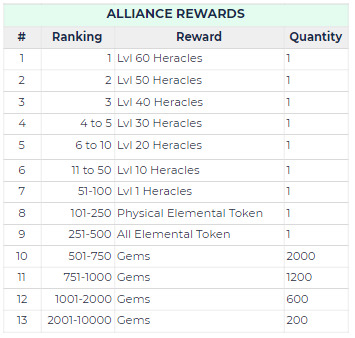 ALLIANCE REWARDS
# Ranking Reward Quantity
1 1 Lvl 60 Heracles 1
2 2 Lvl 50 Heracles 1
3 3 Lvl 40 Heracles 1
4 4 to 5 Lvl 30 Heracles 1
5 6 to 10 Lvl 20 Heracles 1
6 11 to 50 Lvl 10 Heracles 1
7 51-100 Lvl 1 Heracles 1
8 101-250 Physical Elemental Token 1
9 251-500 All Elemental Token 1
10 501-750 Gems 2000
11 751-1000 Gems 1200
12 1001-2000 Gems 600
13 2001-10000 Gems 200